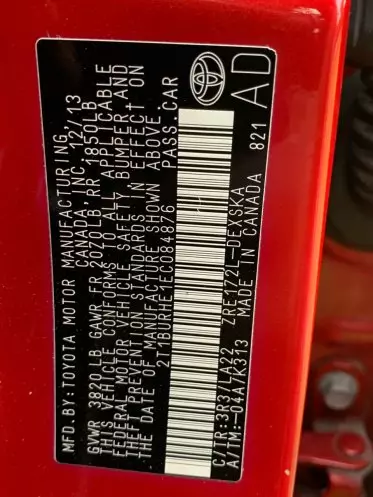 MFD. BY: TOYOTA MOTOR MANUFACTURING,
CANADA, INC. 12/13
GVWR 3820LB GAWR FR 2020LB RR 1850LB
THIS VEHICLE CONFORMS TO ALL APPLICABLE
FEDERAL MOTOR VEHICLE SAFETY BUMPER, AND
THEFT PREVENTION STANDARDS IN EFFECT ON
THE DATE OF MANUFACTURE SHOWN ABOVE
2T1BURHE1EC084876 PASS.CAR
C/TR: 3R3/LA22 ZRE172L-DEXSKA
A/TM: -04A/K313 MADE IN CANADA 821
AD